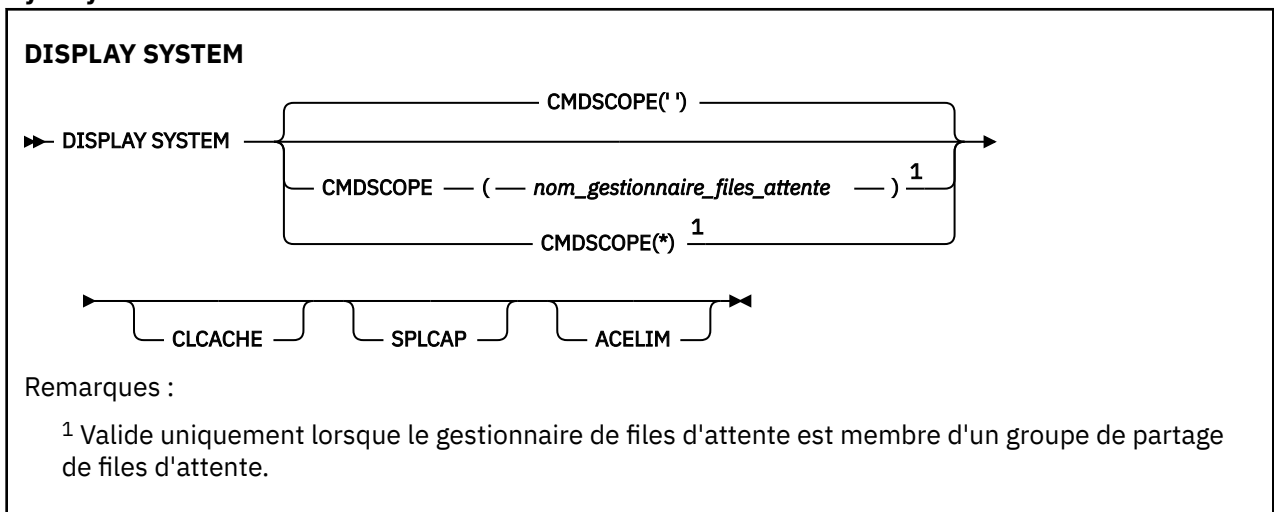 DISPLAY SYSTEM
CMDSCOPE(' ')
DISPLAY SYSTEM
CMDSCOPE ( nom_gestionnaire_files_attente ) 1
CMDSCOPE(*) 1
CLCACHE SPLCAP ACELIM
Remarques :
1 Valide uniquement lorsque le gestionnaire de files d'attente est membre d'un groupe de partage
de files d'attente.